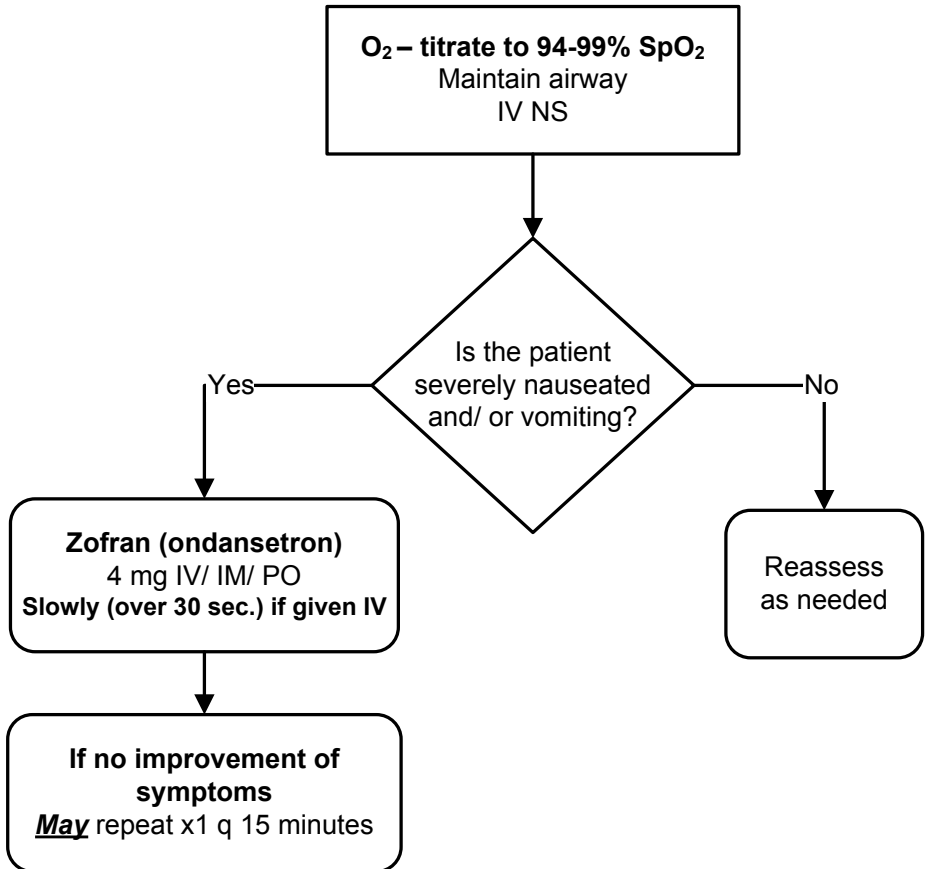 O₂ – titrate to 94-99% SpO₂
Maintain airway
IV NS
Is the patient
severely nauseated
and/ or vomiting?
Yes
No
Zofran (ondansetron)
4 mg IV/ IM/ PO
Slowly (over 30 sec.) if given IV
Reassess
as needed
If no improvement of
symptoms
May repeat x1 q 15 minutes